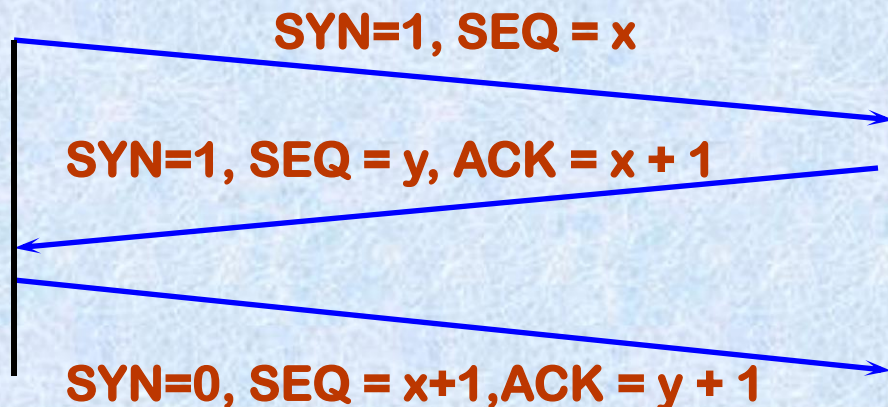 SYN=1, SEQ = x
SYN=1, SEQ = y, ACK = x + 1
SYN=0, SEQ = x+1,ACK = y + 1